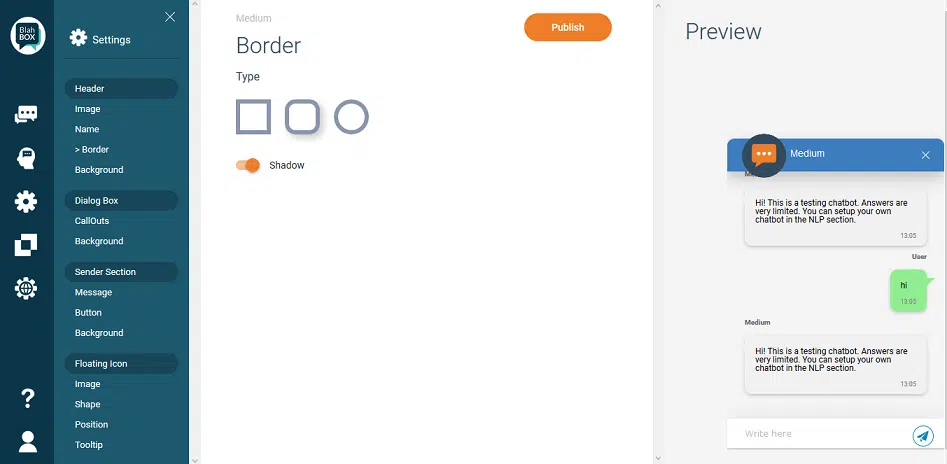 Blah
BOX
Settings
Header
Image
Name
> Border
Background
Dialog Box
CallOuts
Background
Sender Section
Message
Button
Background
Floating Icon
Image
Shape
Position
Tooltip
Medium
Publish
Border
Type
Shadow
Preview
Medium
Hi! This is a testing chatbot. Answers are
very limited. You can setup your own
chatbot in the NLP section.
13:05
User
hi
13:05
Medium
Hi! This is a testing chatbot. Answers are
very limited. You can setup your own
chatbot in the NLP section.
13:05
Write here